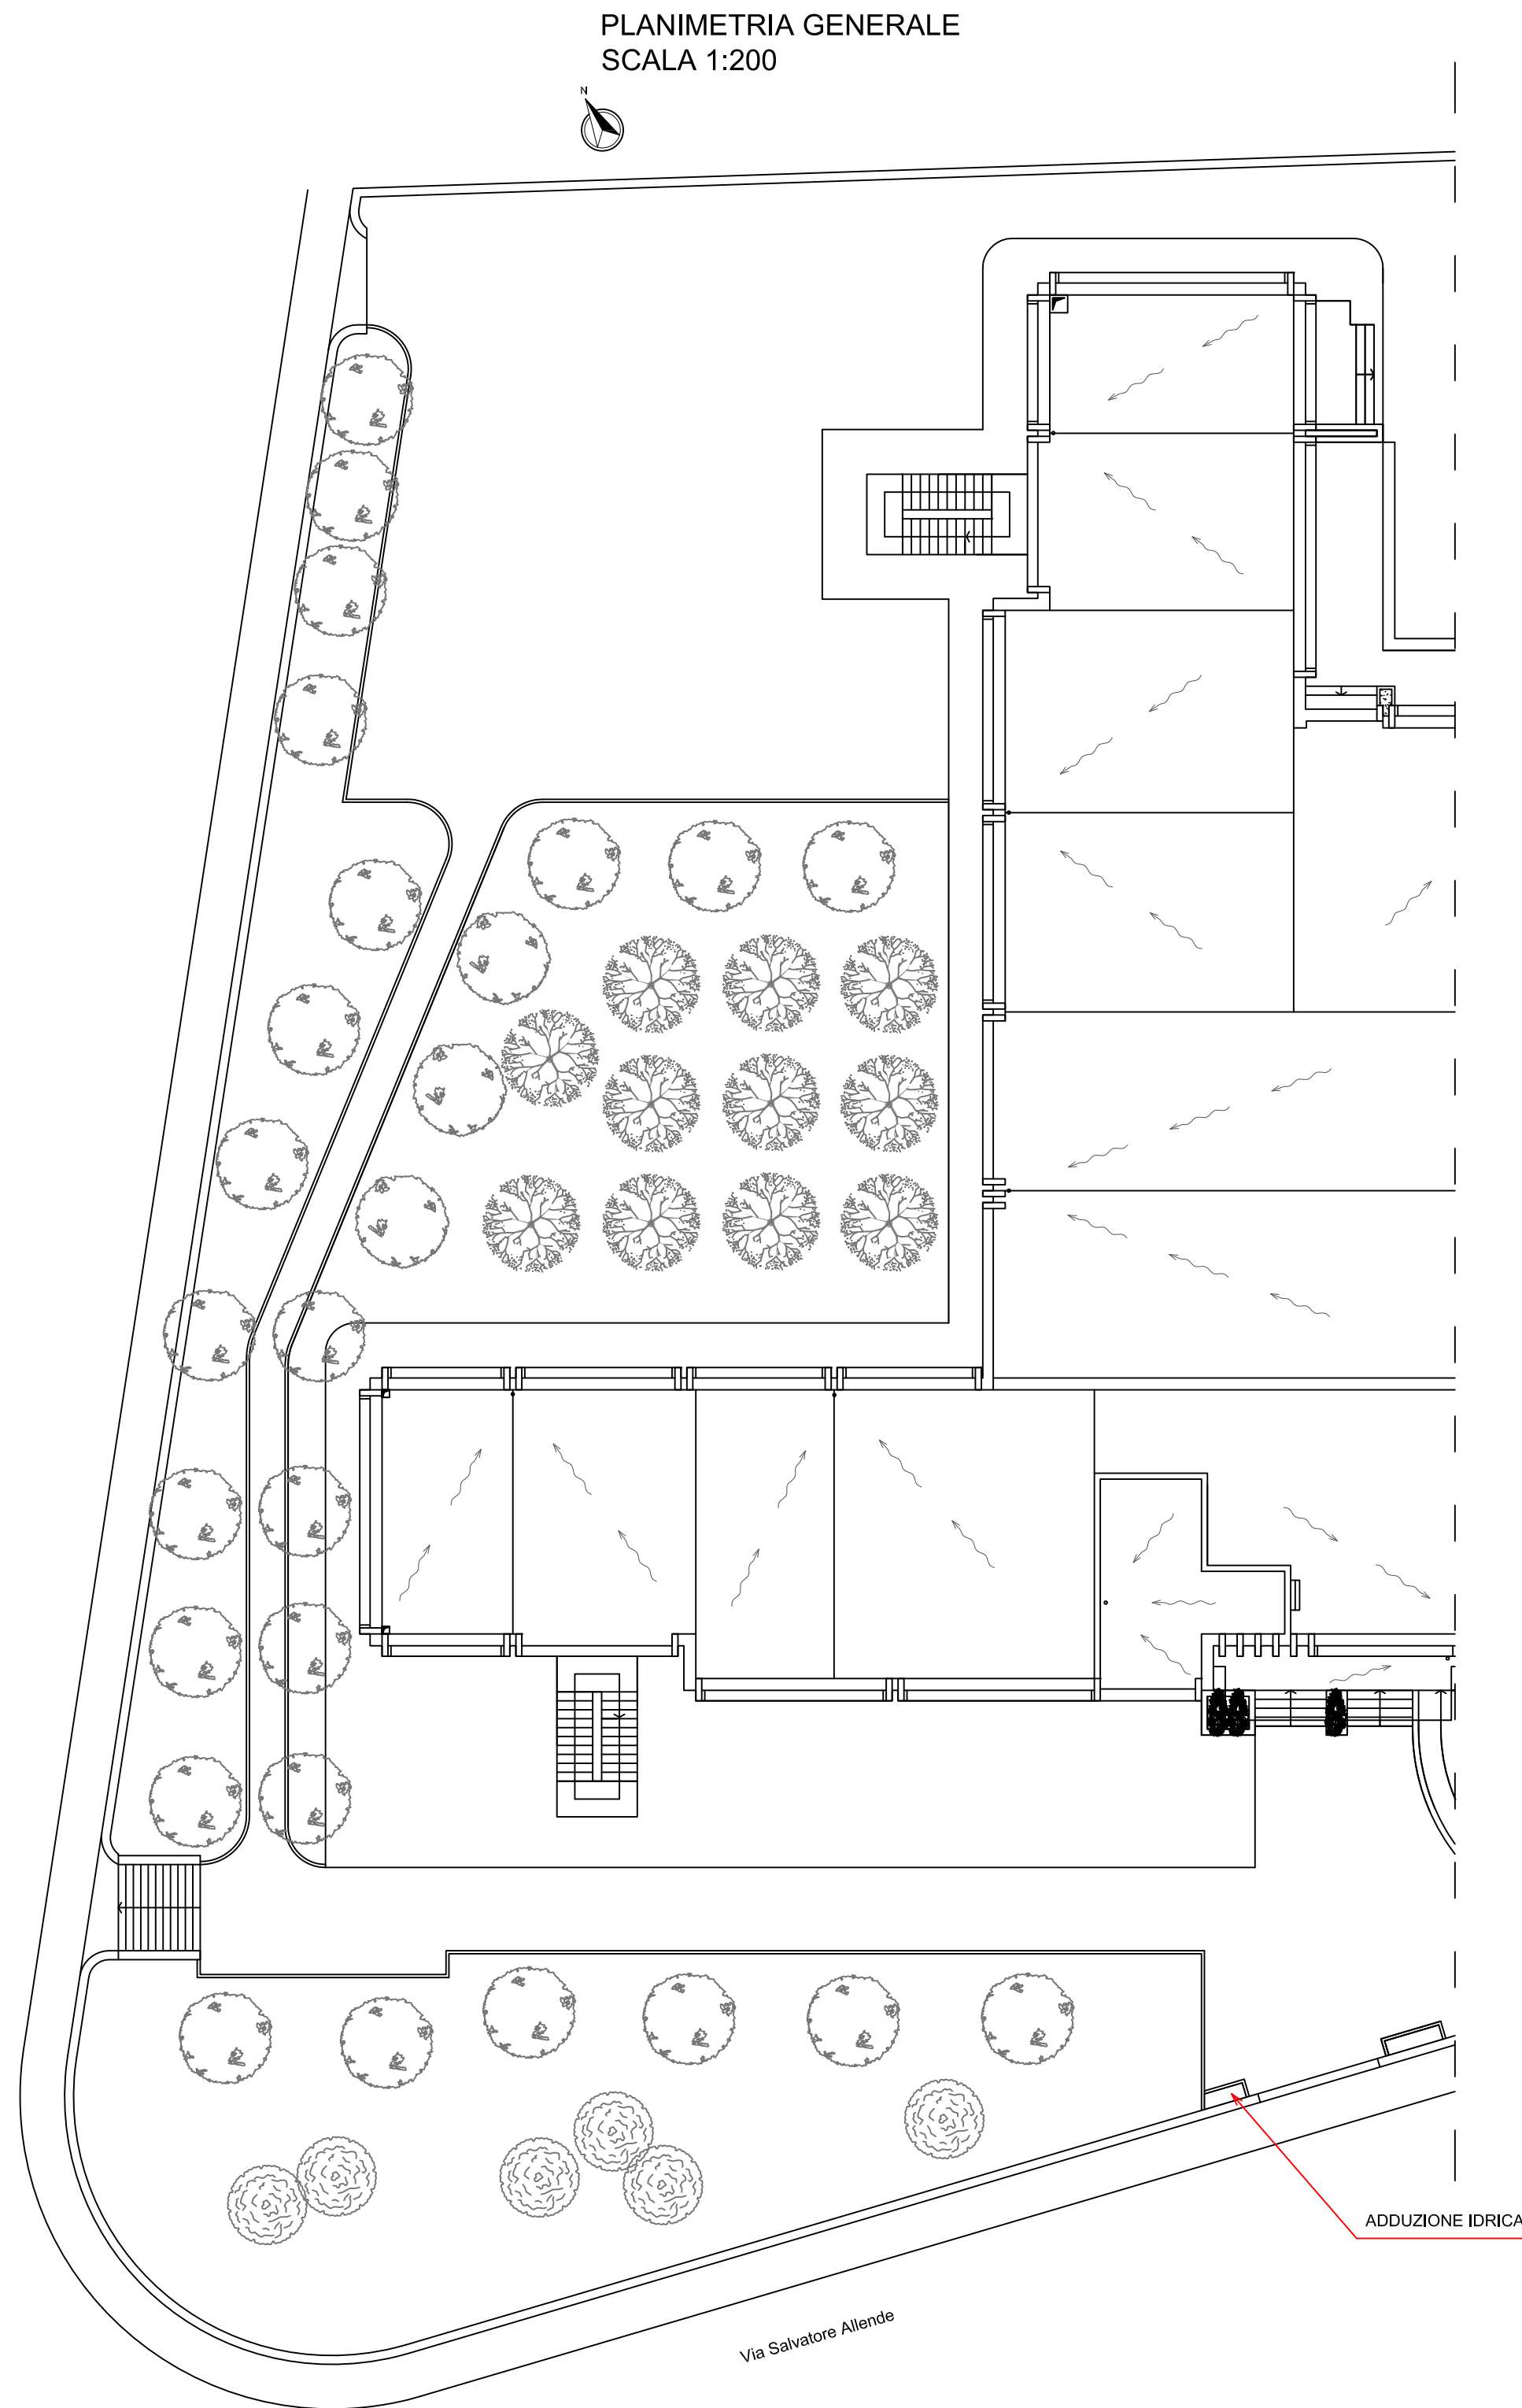 PLANIMETRIA GENERALE
SCALA 1:200
N
ADDUZIONE IDRICA
Via Salvatore Allende